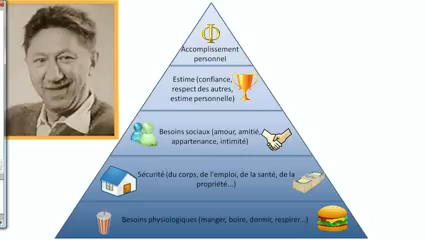 Accomplissement
personnel
Estime (confiance,
respect des autres,
estime personnelle)
Besoins sociaux (amour, amitié,
appartenance, intimité)
Sécurité (du corps, de l'emploi, de la santé, de la
propriété...)
Besoins physiologiques (manger, boire, dormir, respirer...)